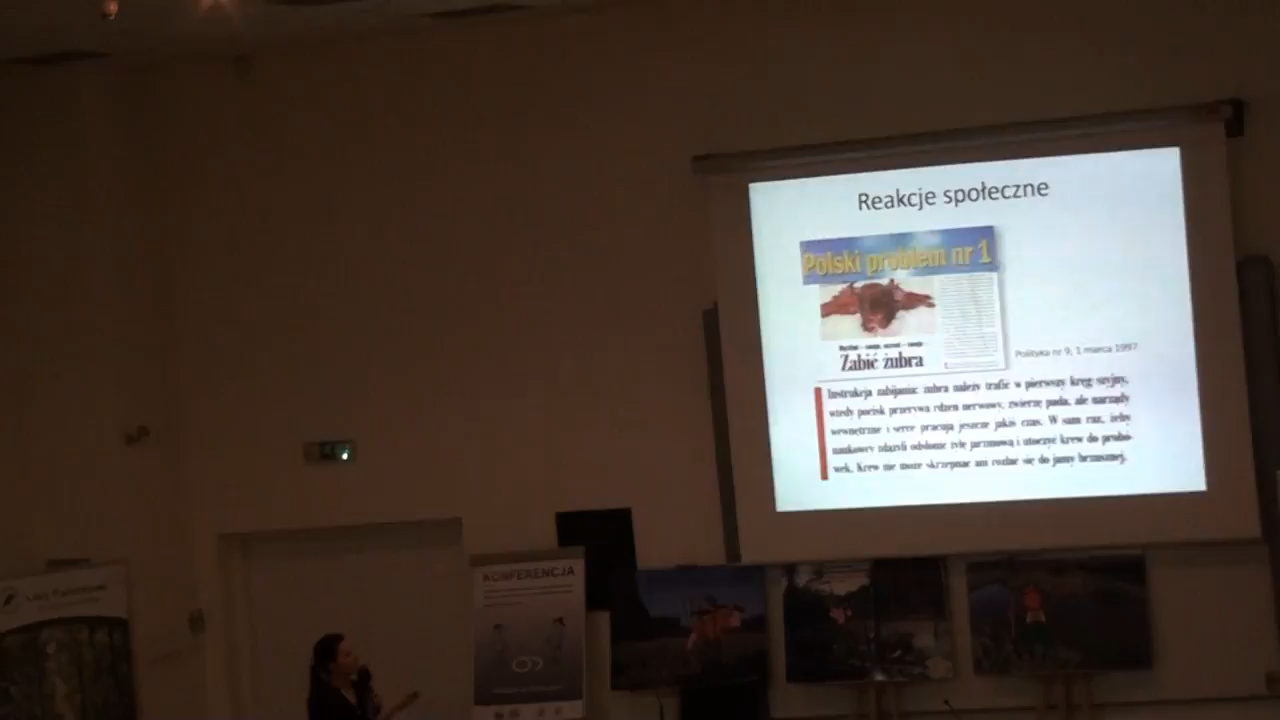 Reakcje społeczne
Polski problem nr 1
Zabić żubra
Polityka nr 9, 1 marca 1997
Instrukcja zabijania: żubra należy trafić w pierwszy kręg szyjny,
wtedy pocisk przerywa rdzeń nerwowy, zwierzę pada, ale narządy
wewnętrzne i serce pracują jeszcze jakiś czas. W sam raz, żeby
naukowcy zdążyli odsłonić żyłę jarzmową i utoczyć krew do probó-
wek. Krew nie może skrzepnąć ani rozlać się do jamy brzusznej.
KONFERENCJA